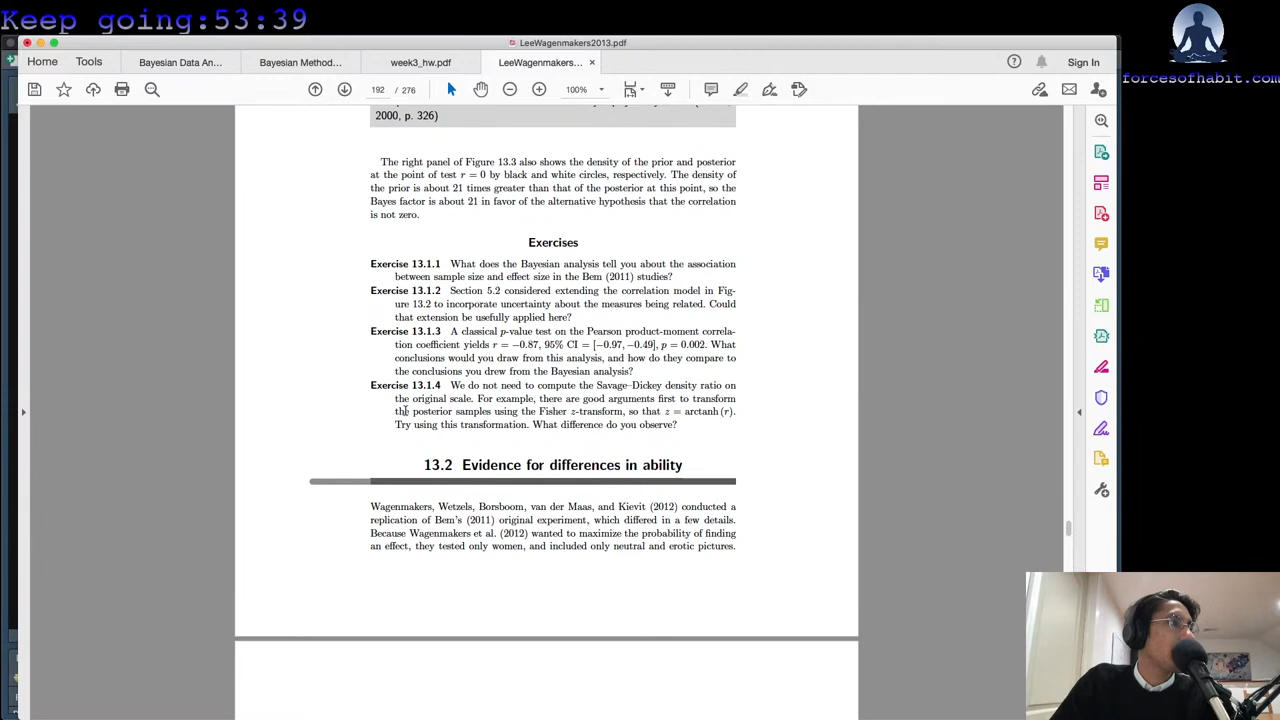 Keep going:53:39
forcesofhabit.com
LeeWagenmakers2013.pdf
Home Tools Bayesian Data An... Bayesian Method... week3_hw.pdf LeeWagenmakers... × Sign In
192 / 276 100%
2000, p. 326)
The right panel of Figure 13.3 also shows the density of the prior and posterior
at the point of test r = 0 by black and white circles, respectively. The density of
the prior is about 21 times greater than that of the posterior at this point, so the
Bayes factor is about 21 in favor of the alternative hypothesis that the correlation
is not zero.
Exercises
Exercise 13.1.1 What does the Bayesian analysis tell you about the association
between sample size and effect size in the Bem (2011) studies?
Exercise 13.1.2 Section 5.2 considered extending the correlation model in Fig-
ure 13.2 to incorporate uncertainty about the measures being related. Could
that extension be usefully applied here?
Exercise 13.1.3 A classical p-value test on the Pearson product-moment correla-
tion coefficient yields r = −0.87, 95% CI = [−0.97, −0.49], p = 0.002. What
conclusions would you draw from this analysis, and how do they compare to
the conclusions you drew from the Bayesian analysis?
Exercise 13.1.4 We do not need to compute the Savage–Dickey density ratio on
the original scale. For example, there are good arguments first to transform
the posterior samples using the Fisher z-transform, so that z = arctanh (r).
Try using this transformation. What difference do you observe?
13.2 Evidence for differences in ability
Wagenmakers, Wetzels, Borsboom, van der Maas, and Kievit (2012) conducted a
replication of Bem's (2011) original experiment, which differed in a few details.
Because Wagenmakers et al. (2012) wanted to maximize the probability of finding
an effect, they tested only women, and included only neutral and erotic pictures.